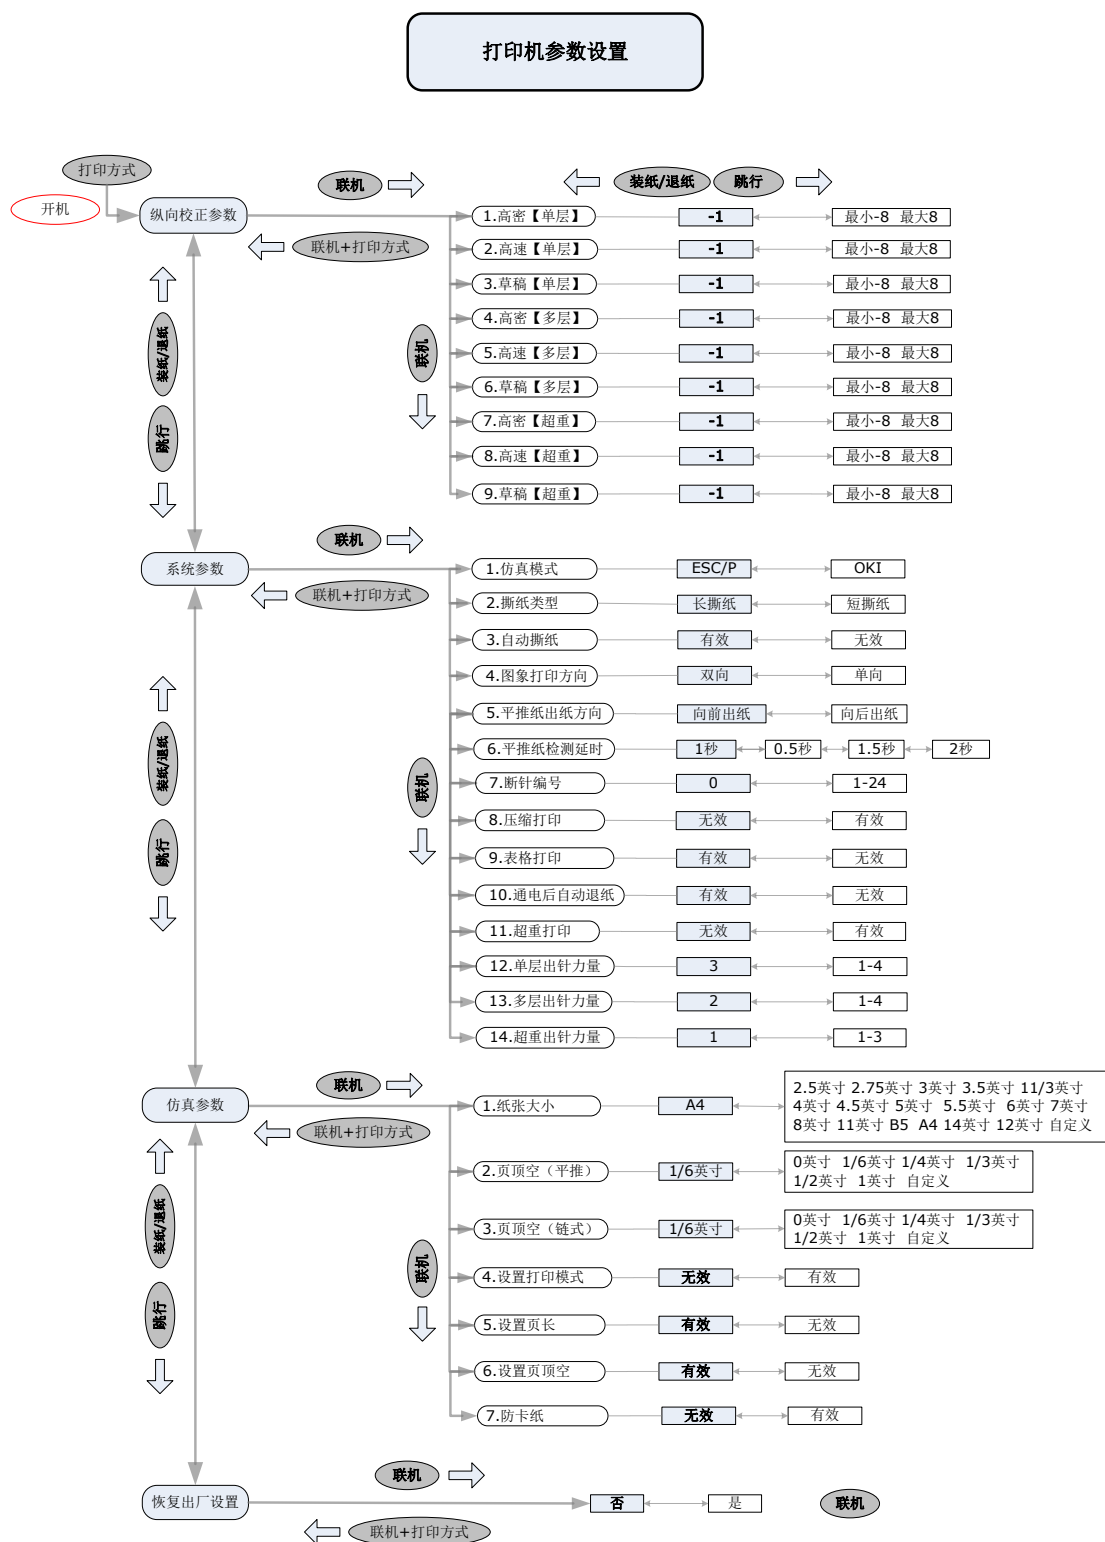 打印机参数设置
打印方式
开机
纵向校正参数
联机
联机+打印方式
装纸/退纸
跳行
装纸/退纸
跳行
联机
1.高密【单层】 -1 最小-8 最大8
2.高速【单层】 -1 最小-8 最大8
3.草稿【单层】 -1 最小-8 最大8
4.高密【多层】 -1 最小-8 最大8
5.高速【多层】 -1 最小-8 最大8
6.草稿【多层】 -1 最小-8 最大8
7.高密【超重】 -1 最小-8 最大8
8.高速【超重】 -1 最小-8 最大8
9.草稿【超重】 -1 最小-8 最大8
系统参数
联机
联机+打印方式
装纸/退纸
跳行
联机
1.仿真模式 ESC/P OKI
2.撕纸类型 长撕纸 短撕纸
3.自动撕纸 有效 无效
4.图象打印方向 双向 单向
5.平推纸出纸方向 向前出纸 向后出纸
6.平推纸检测延时 1秒 0.5秒 1.5秒 2秒
7.断针编号 0 1-24
8.压缩打印 无效 有效
9.表格打印 有效 无效
10.通电后自动退纸 有效 无效
11.超重打印 无效 有效
12.单层出针力量 3 1-4
13.多层出针力量 2 1-4
14.超重出针力量 1 1-3
仿真参数
联机
联机+打印方式
装纸/退纸
跳行
联机
1.纸张大小 A4
2.5英寸 2.75英寸 3英寸 3.5英寸 11/3英寸
4英寸 4.5英寸 5英寸 5.5英寸 6英寸 7英寸
8英寸 11英寸 B5 A4 14英寸 12英寸 自定义
2.页顶空（平推） 1/6英寸
0英寸 1/6英寸 1/4英寸 1/3英寸
1/2英寸 1英寸 自定义
3.页顶空（链式） 1/6英寸
0英寸 1/6英寸 1/4英寸 1/3英寸
1/2英寸 1英寸 自定义
4.设置打印模式 无效 有效
5.设置页长 有效 无效
6.设置页顶空 有效 无效
7.防卡纸 无效 有效
恢复出厂设置
联机
联机+打印方式
否 是
联机